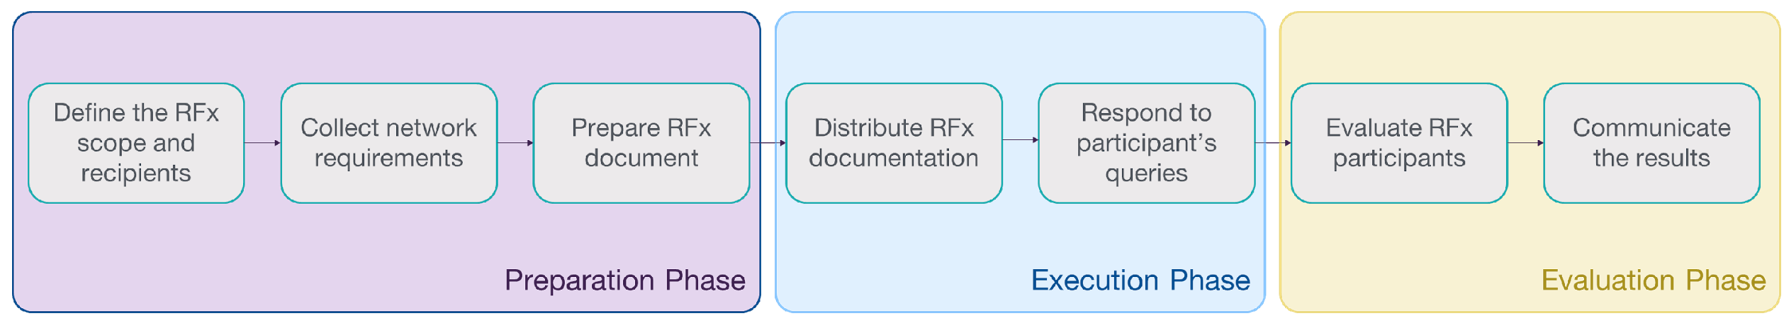 Define the RFx
scope and
recipients
Collect network
requirements
Prepare RFx
document
Preparation Phase
Distribute RFx
documentation
Respond to
participant's
queries
Execution Phase
Evaluate RFx
participants
Communicate
the results
Evaluation Phase